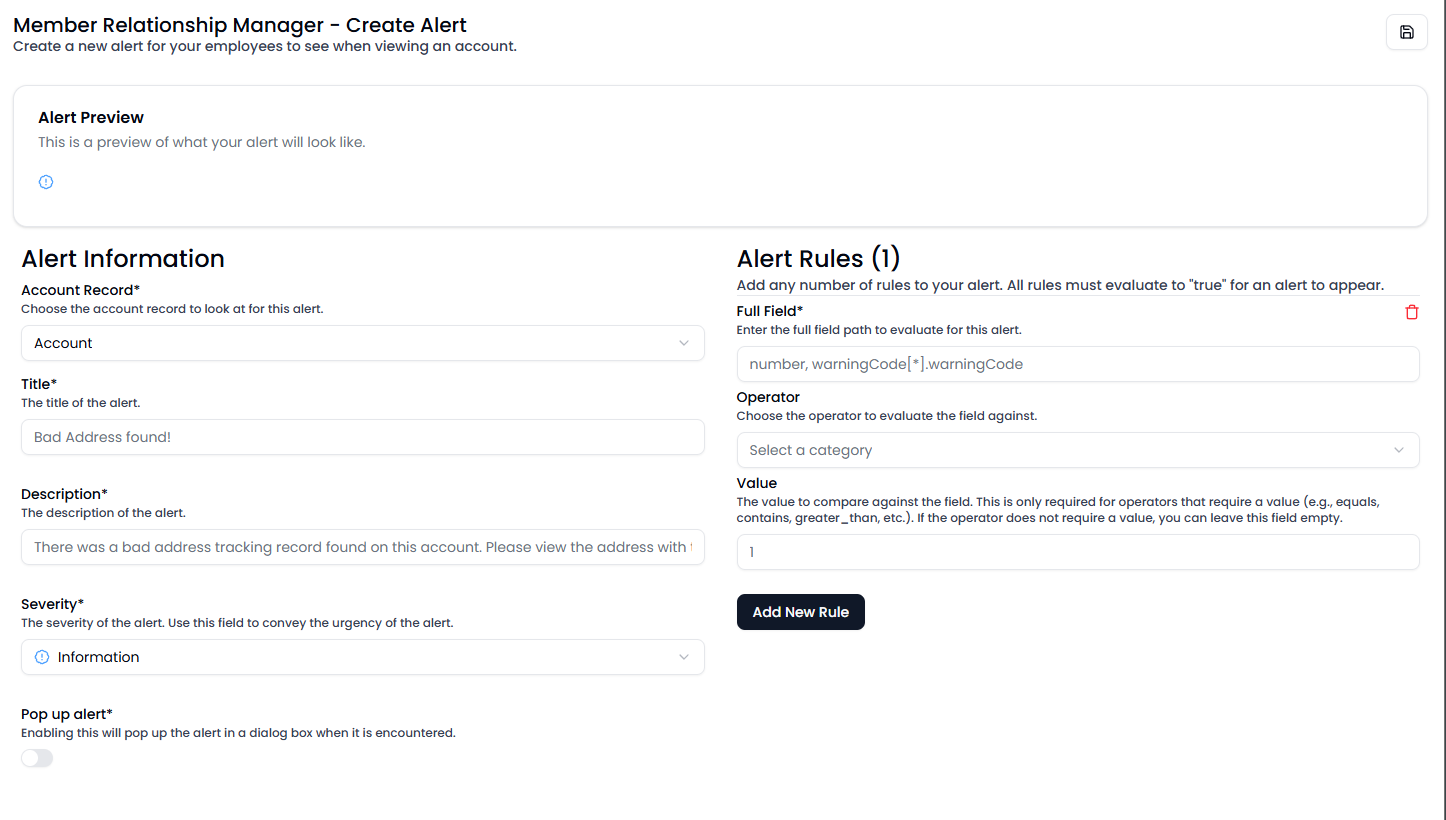 Member Relationship Manager - Create Alert
Create a new alert for your employees to see when viewing an account.
Alert Preview
This is a preview of what your alert will look like.
Alert Information
Account Record*
Choose the account record to look at for this alert.
Account
Title*
The title of the alert.
Bad Address found!
Description*
The description of the alert.
There was a bad address tracking record found on this account. Please view the address with
Severity*
The severity of the alert. Use this field to convey the urgency of the alert.
Information
Pop up alert*
Enabling this will pop up the alert in a dialog box when it is encountered.
Alert Rules (1)
Add any number of rules to your alert. All rules must evaluate to "true" for an alert to appear.
Full Field*
Enter the full field path to evaluate for this alert.
number, warningCode[*].warningCode
Operator
Choose the operator to evaluate the field against.
Select a category
Value
The value to compare against the field. This is only required for operators that require a value (e.g., equals,
contains, greater_than, etc.). If the operator does not require a value, you can leave this field empty.
1
Add New Rule